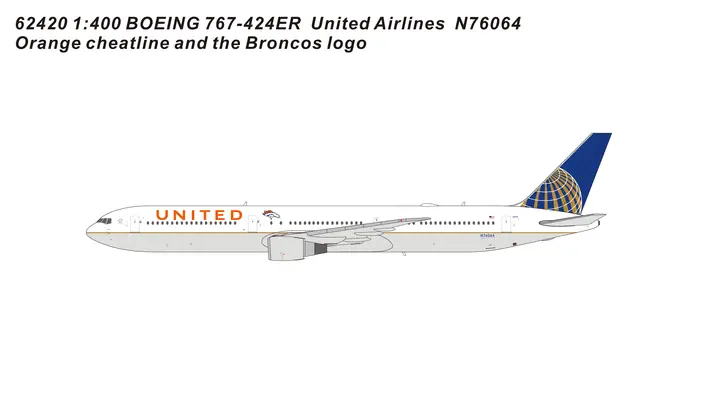 62420 1:400 BOEING 767-424ER United Airlines N76064
Orange cheatline and the Broncos logo
UNITED
N76064